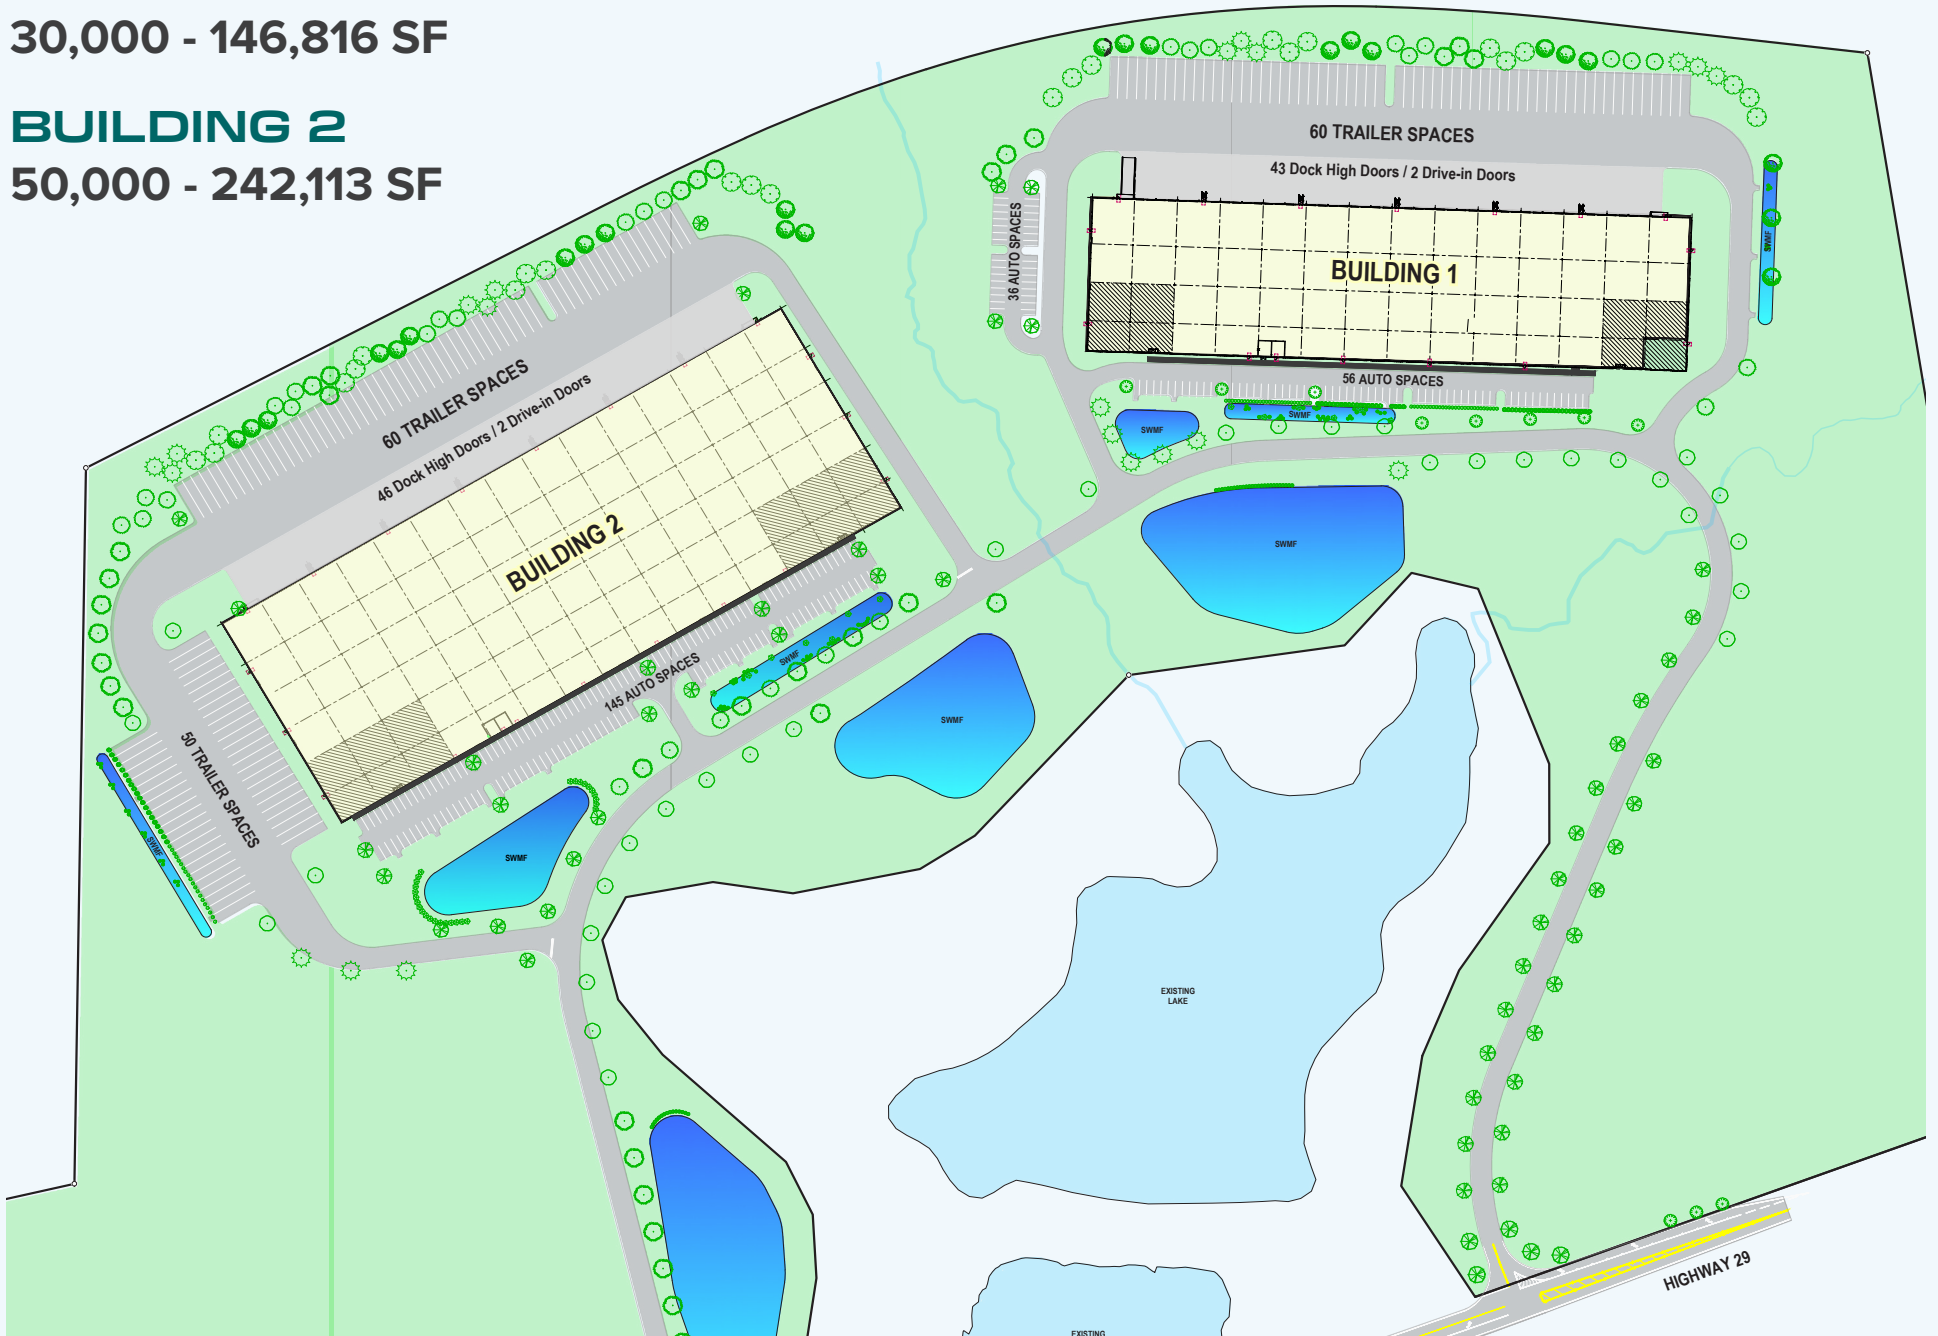 30,000 - 146,816 SF
BUILDING 2
50,000 - 242,113 SF
60 TRAILER SPACES
43 Dock High Doors / 2 Drive-in Doors
36 AUTO SPACES
BUILDING 1
SWMF
56 AUTO SPACES
SWMF
SWMF
60 TRAILER SPACES
46 Dock High Doors / 2 Drive-in Doors
BUILDING 2
SWMF
SWMF
145 AUTO SPACES
SWMF
50 TRAILER SPACES
SWMF
SWMF
EXISTING
LAKE
HIGHWAY 29
EXISTING